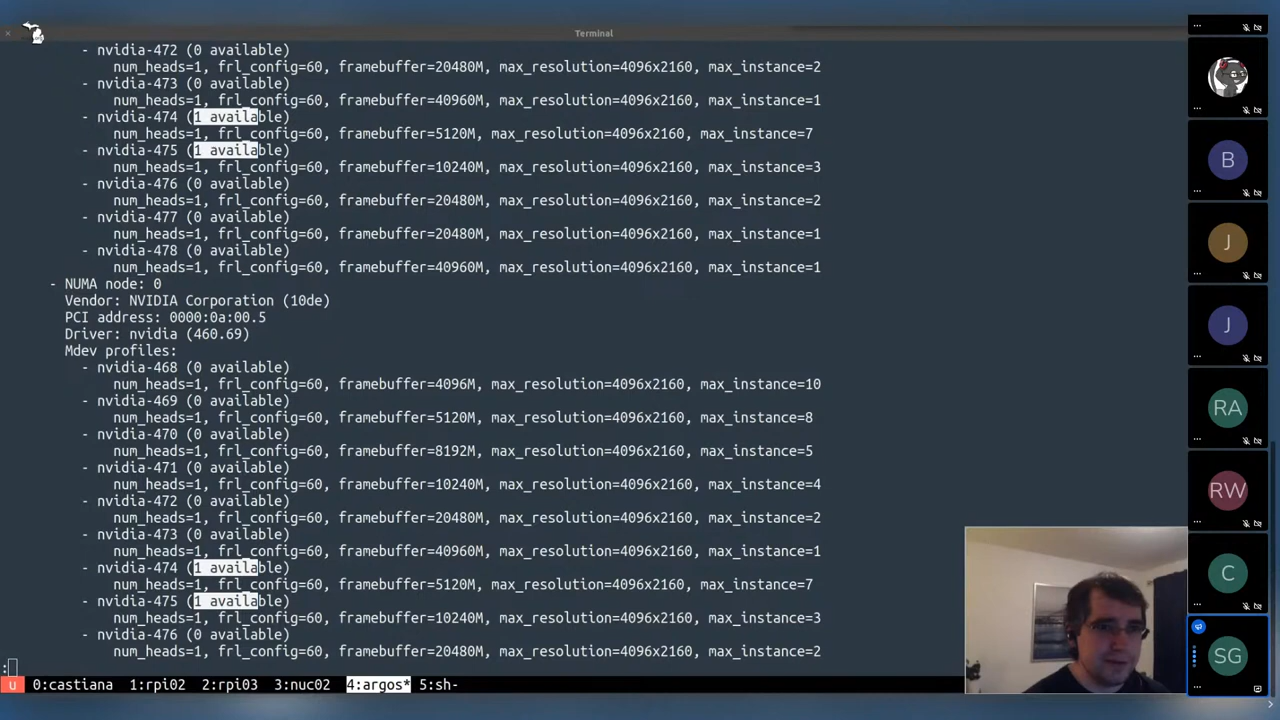 Terminal
- nvidia-472 (0 available)
num_heads=1, frl_config=60, framebuffer=20480M, max_resolution=4096x2160, max_instance=2
- nvidia-473 (0 available)
num_heads=1, frl_config=60, framebuffer=40960M, max_resolution=4096x2160, max_instance=1
- nvidia-474 (1 available)
num_heads=1, frl_config=60, framebuffer=5120M, max_resolution=4096x2160, max_instance=7
- nvidia-475 (1 available)
num_heads=1, frl_config=60, framebuffer=10240M, max_resolution=4096x2160, max_instance=3
- nvidia-476 (0 available)
num_heads=1, frl_config=60, framebuffer=20480M, max_resolution=4096x2160, max_instance=2
- nvidia-477 (0 available)
num_heads=1, frl_config=60, framebuffer=20480M, max_resolution=4096x2160, max_instance=1
- nvidia-478 (0 available)
num_heads=1, frl_config=60, framebuffer=40960M, max_resolution=4096x2160, max_instance=1
- NUMA node: 0
Vendor: NVIDIA Corporation (10de)
PCI address: 0000:0a:00.5
Driver: nvidia (460.69)
Mdev profiles:
- nvidia-468 (0 available)
num_heads=1, frl_config=60, framebuffer=4096M, max_resolution=4096x2160, max_instance=10
- nvidia-469 (0 available)
num_heads=1, frl_config=60, framebuffer=5120M, max_resolution=4096x2160, max_instance=8
- nvidia-470 (0 available)
num_heads=1, frl_config=60, framebuffer=8192M, max_resolution=4096x2160, max_instance=5
- nvidia-471 (0 available)
num_heads=1, frl_config=60, framebuffer=10240M, max_resolution=4096x2160, max_instance=4
- nvidia-472 (0 available)
num_heads=1, frl_config=60, framebuffer=20480M, max_resolution=4096x2160, max_instance=2
- nvidia-473 (0 available)
num_heads=1, frl_config=60, framebuffer=40960M, max_resolution=4096x2160, max_instance=1
- nvidia-474 (1 available)
num_heads=1, frl_config=60, framebuffer=5120M, max_resolution=4096x2160, max_instance=7
- nvidia-475 (1 available)
num_heads=1, frl_config=60, framebuffer=10240M, max_resolution=4096x2160, max_instance=3
- nvidia-476 (0 available)
num_heads=1, frl_config=60, framebuffer=20480M, max_resolution=4096x2160, max_instance=2
:
u 0:castiana 1:rpi02 2:rpi03 3:nuc02 4:argos* 5:sh-
B
J
J
RA
RW
C
SG